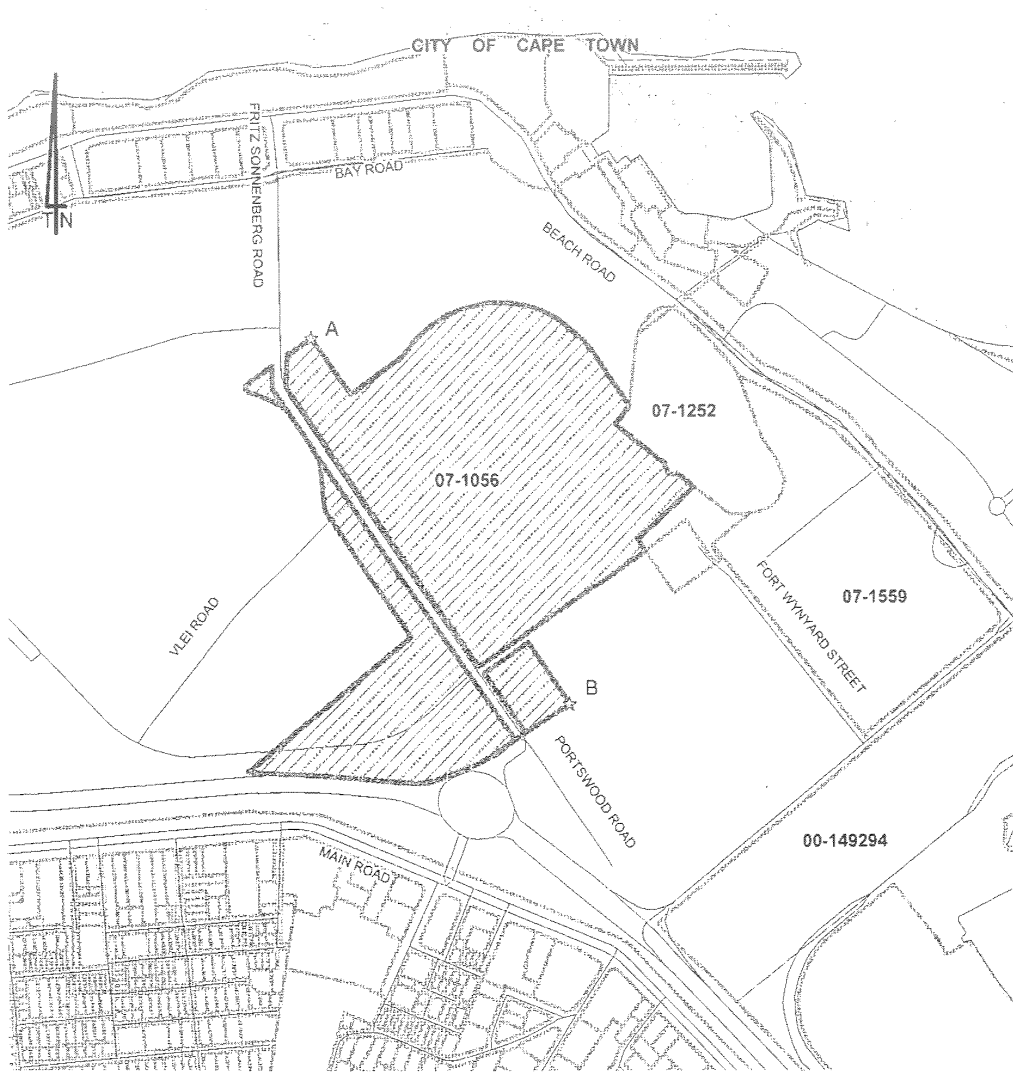 CITY OF CAPE TOWN
FRITZ SONNENBERG ROAD
BAY ROAD
TN
BEACH ROAD
A
07-1252
07-1056
07-1559
FORT WYNYARD STREET
VLEI ROAD
B
PORTSWOOD ROAD
00-149294
MAIN ROAD